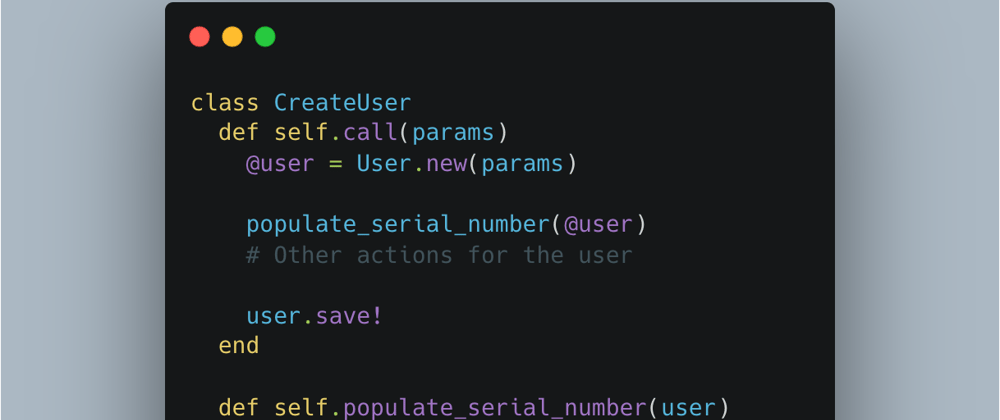 class CreateUser
  def self.call(params)
    @user = User.new(params)

    populate_serial_number(@user)
    # Other actions for the user

    user.save!
  end

  def self.populate_serial_number(user)